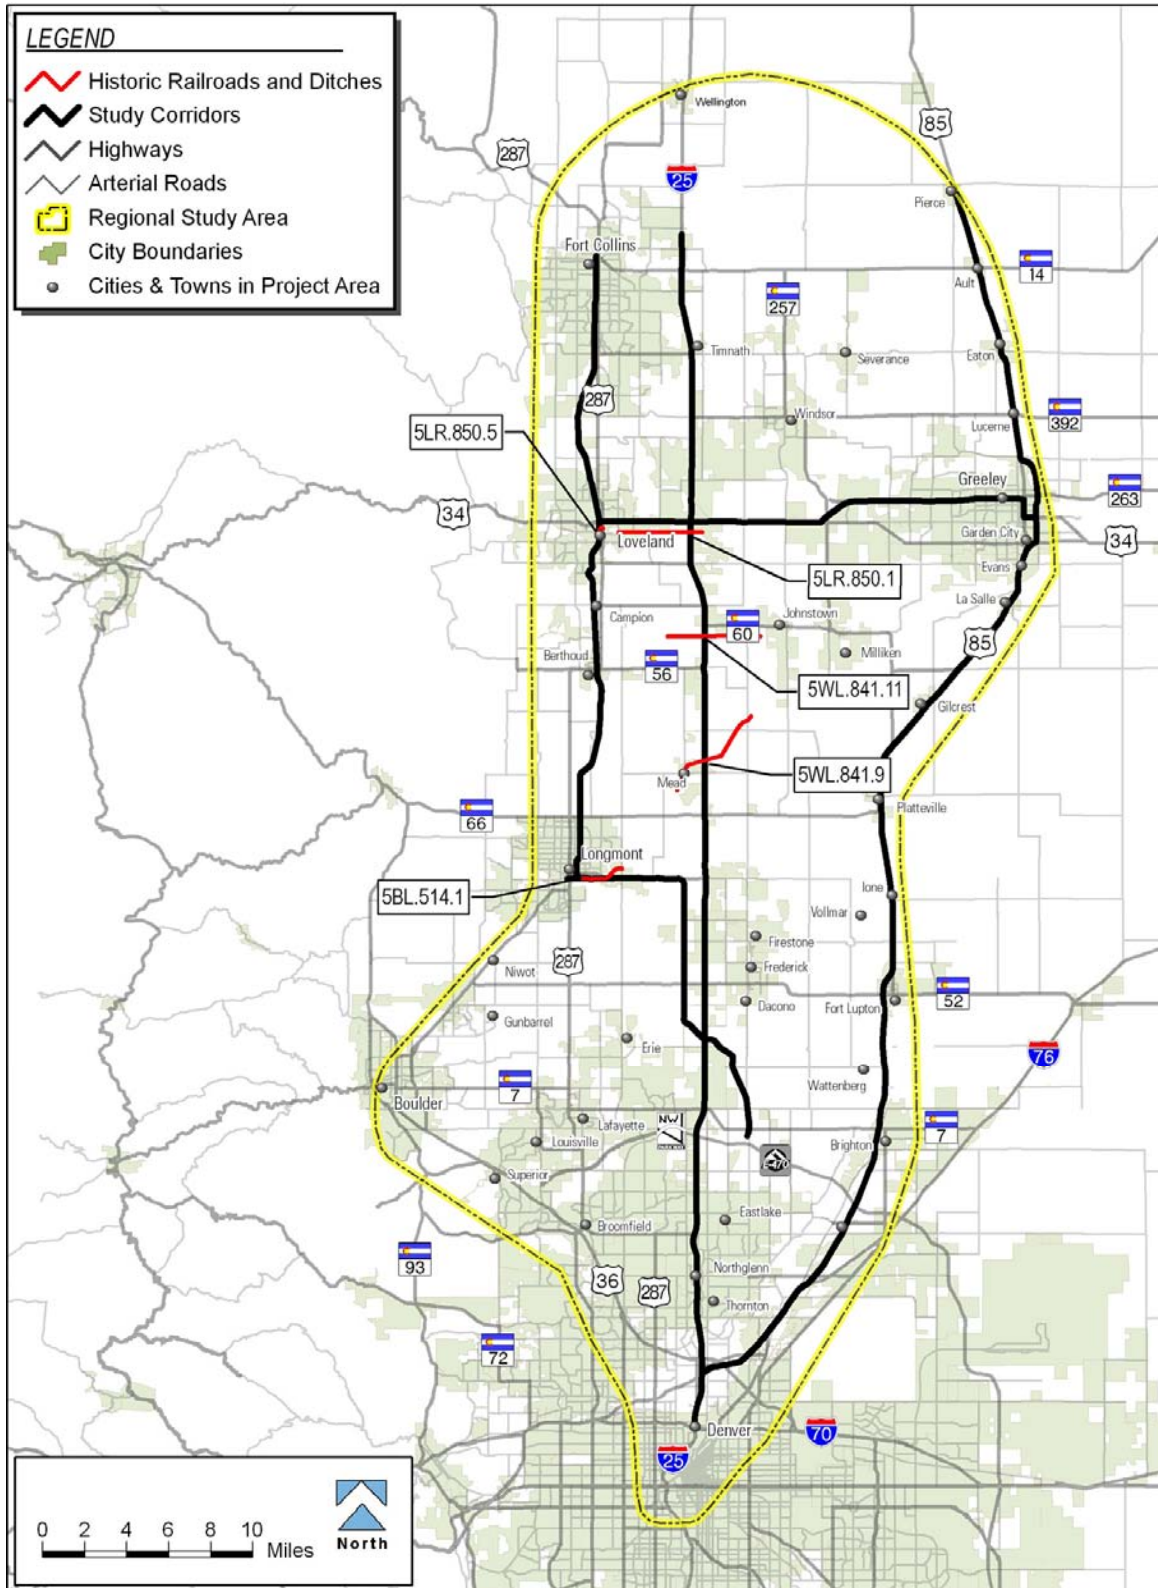 LEGEND
Historic Railroads and Ditches
Study Corridors
Highways
Arterial Roads
Regional Study Area
City Boundaries
Cities & Towns in Project Area
Wellington
85
287
25
Pierce
Fort Collins
14
Ault
257
Timnath
Severance
Eaton
287
Windsor
Lucerne
392
5LR.850.5
Greeley
263
34
Loveland
Garden City
34
Evans
5LR.850.1
La Salle
Campion
Johnstown
60
85
Berthoud
56
Milliken
5WL.841.11
Gilcrest
Mead
5WL.841.9
Platteville
66
Longmont
5BL.514.1
Ione
Vollmar
Firestone
287
Niwot
Frederick
Dacono
Fort Lupton
52
Gunbarrel
Erie
76
Wattenberg
7
Boulder
Lafayette
NW
7
Louisville
Brighton
E-470
Superior
Eastlake
Broomfield
93
36
287
Northglenn
Thornton
72
Denver
70
25
0 2 4 6 8 10
Miles
North